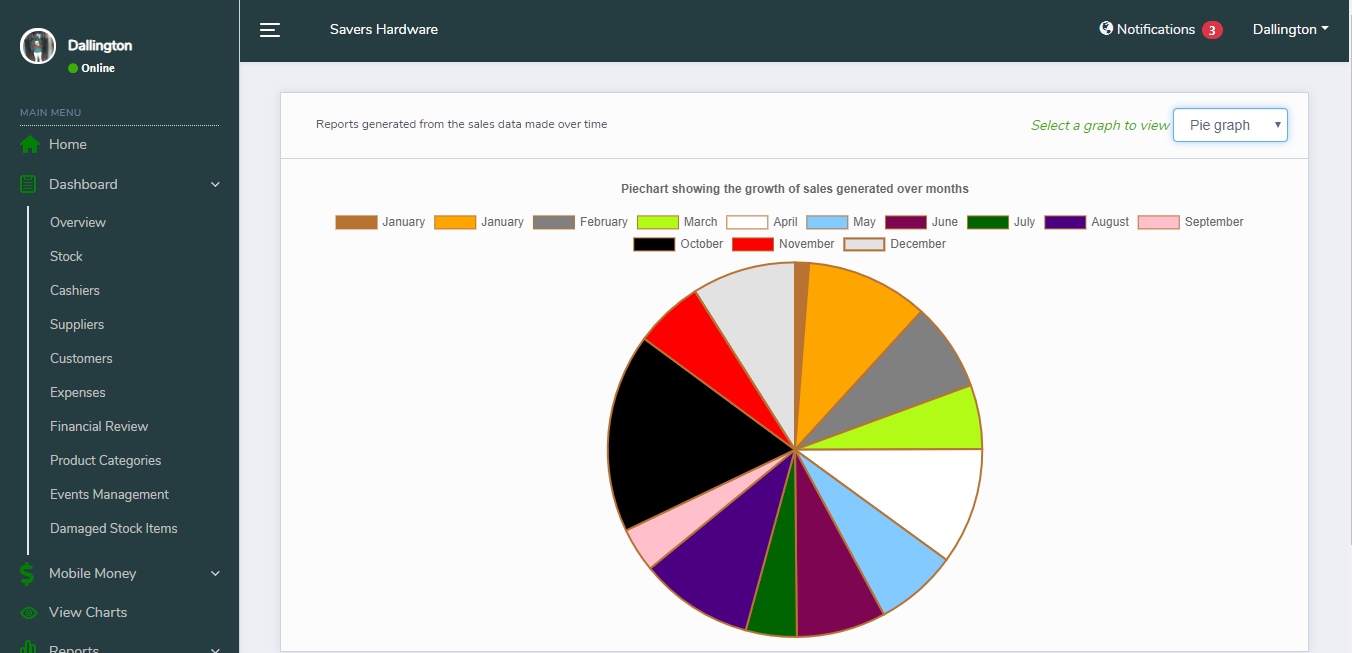 Dallington
Online
MAIN MENU
Home
Dashboard
Overview
Stock
Cashiers
Suppliers
Customers
Expenses
Financial Review
Product Categories
Events Management
Damaged Stock Items
Mobile Money
View Charts
Reports
Savers Hardware
Notifications 3
Dallington
Reports generated from the sales data made over time
Select a graph to view Pie graph
Piechart showing the growth of sales generated over months
January January February March April May June July August September
October November December